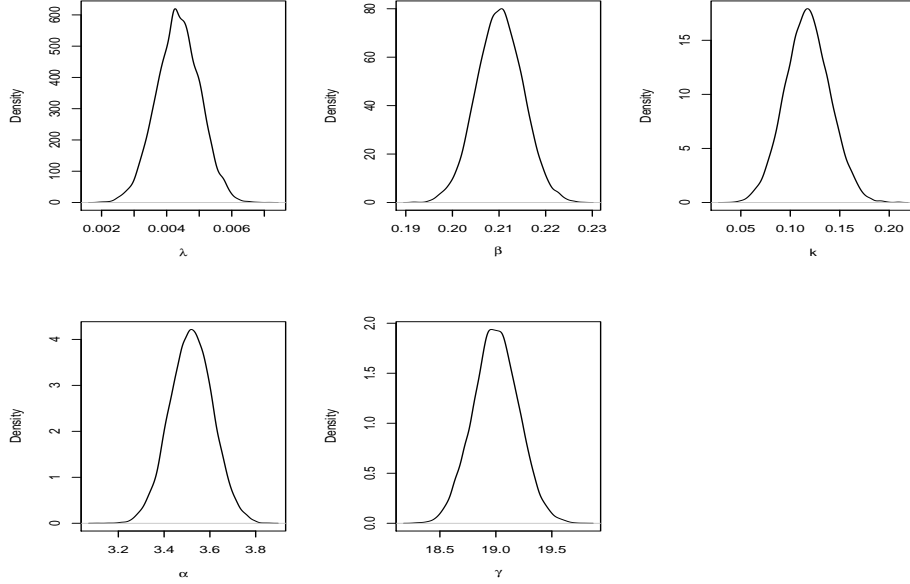 Density
0 100 200 300 400 500 600
0.002 0.004 0.006
λ
Density
0 20 40 60 80
0.19 0.20 0.21 0.22 0.23
β
Density
0 5 10 15
0.05 0.10 0.15 0.20
k
Density
0 1 2 3 4
3.2 3.4 3.6 3.8
α
Density
0.0 0.5 1.0 1.5 2.0
18.5 19.0 19.5
γ